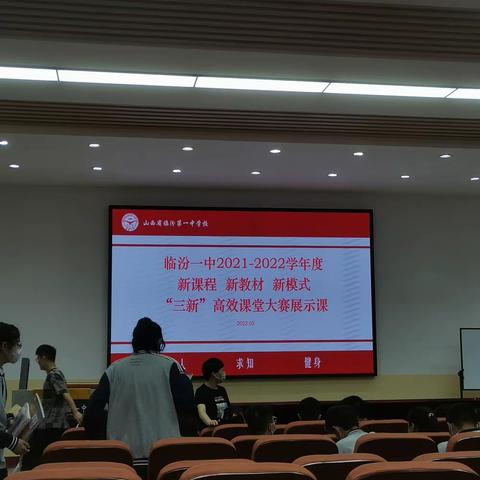 山西省临汾第一中学校
临汾一中2021-2022学年度
新课程 新教材 新模式
“三新”高效课堂大赛展示课
2022.05
人 求知 健身